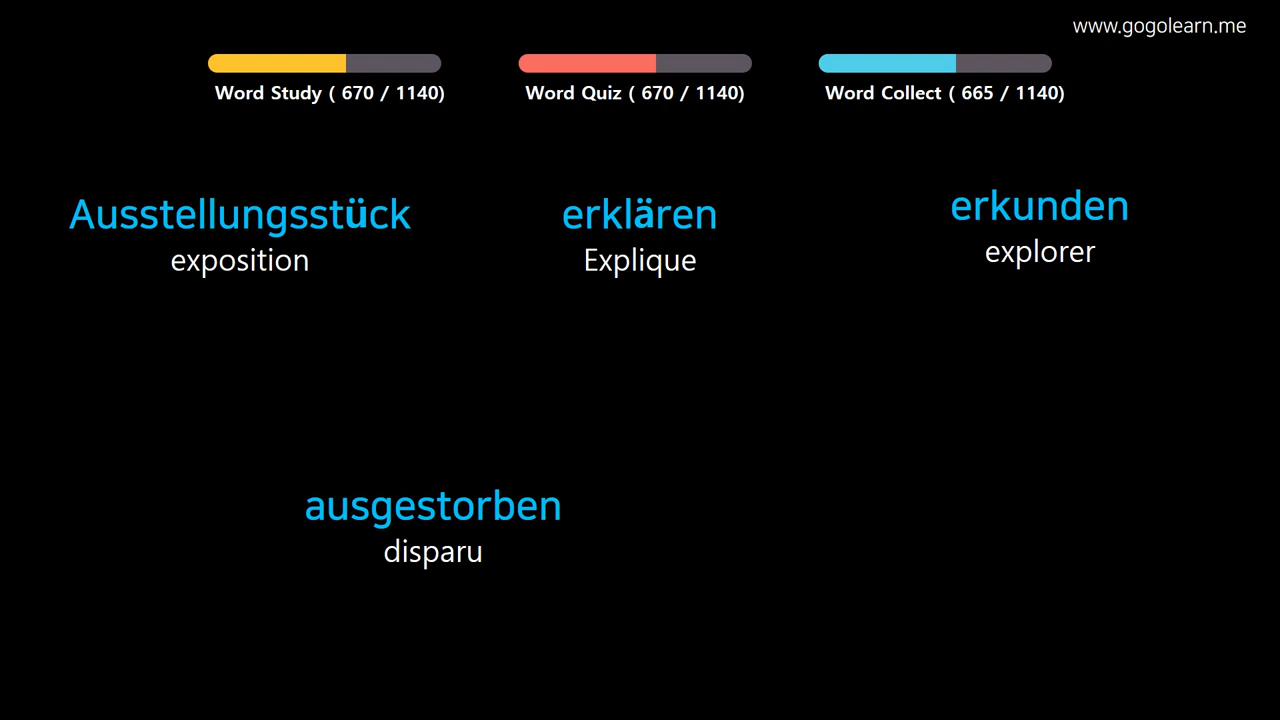 www.gogolearn.me
Word Study ( 670 / 1140)
Word Quiz ( 670 / 1140)
Word Collect ( 665 / 1140)
Ausstellungsstück
exposition
erklären
Explique
erkunden
explorer
ausgestorben
disparu